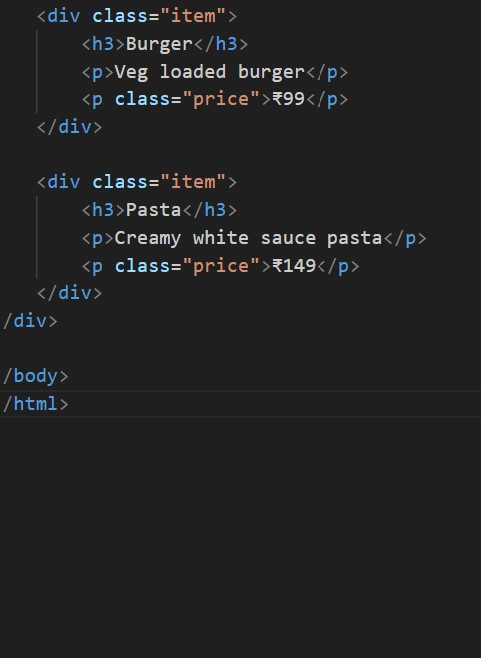 <div class="item">
<h3>Burger</h3>
<p>Veg loaded burger</p>
<p class="price">₹99</p>
</div>
<div class="item">
<h3>Pasta</h3>
<p>Creamy white sauce pasta</p>
<p class="price">₹149</p>
</div>
/div>
/body>
/html>